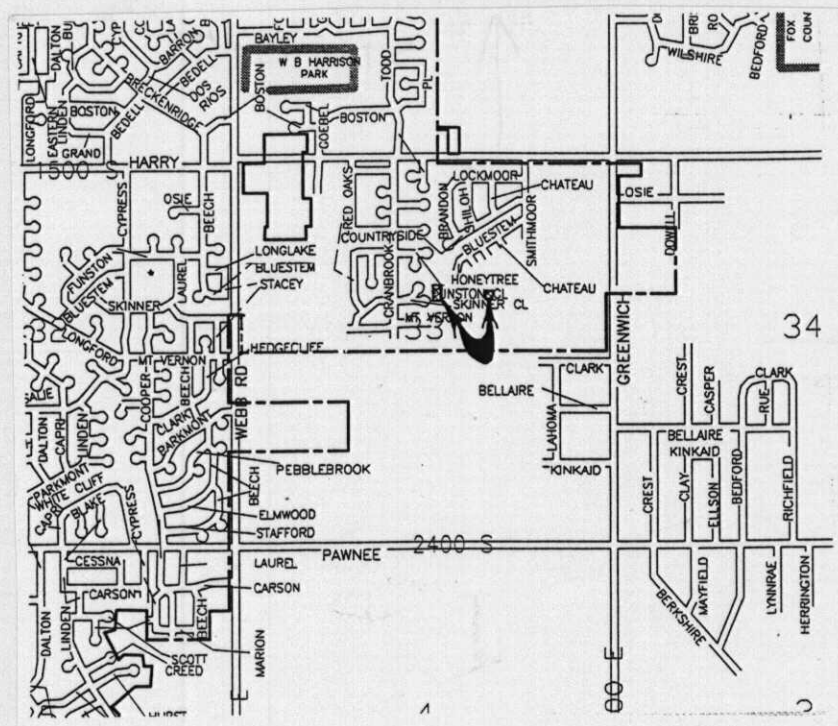 BAYLEY
W B HARRISON
PARK
BOSTON
GOEBEL
BOSTON
TODD
PL
WILSHIRE
BEDFORD
FOX
COUN
DALTON
LONGFORD
EASTERN
LINDEN
BOSTON
GRAND
BRECKENRIDGE
BARRON
BEDELL
DOS
RIOS
BEDELL
HARRY
1500 S
CYPRESS
OSIE
BEECH
RED OAKS
BRANDON
SHILOH
LOCKMOOR
CHATEAU
BLUESTEM
SMITHMOOR
COUNTRYSIDE
OSIE
DOWELL
FUNSTON
BLUESTEM
LAUREL
LONGLAKE
BLUESTEM
STACEY
SKINNER
CRANBROOK
HONEYTREE
CHATEAU
SKINNER CL
MT VERNON
LONGFORD
MT VERNON
HEDGECLIFF
GREENWICH
34
COOPER
BEECH
WEBB RD
CLARK
BELLAIRE
LAHOMA
KINKAID
CREST
CASPER
CLARK
RUE
DALTON
CAPRI
LINDEN
CLARK
PARKMONT
PEBBLEBROOK
BELLAIRE
KINKAID
PARKMONT
WHITE CLIFF
CAPRI
BLAKE
CYPRESS
BEECH
ELMWOOD
STAFFORD
CREST
CLAY
ELLSON
BEDFORD
RICHFIELD
2400 S
PAWNEE
CESSNA
LAUREL
CARSON
CARSON
DALTON
LINDEN
BEECH
MARION
SCOTT
CREED
BERKSHIRE
MAYFIELD
LYNNRAE
HERRINGTON